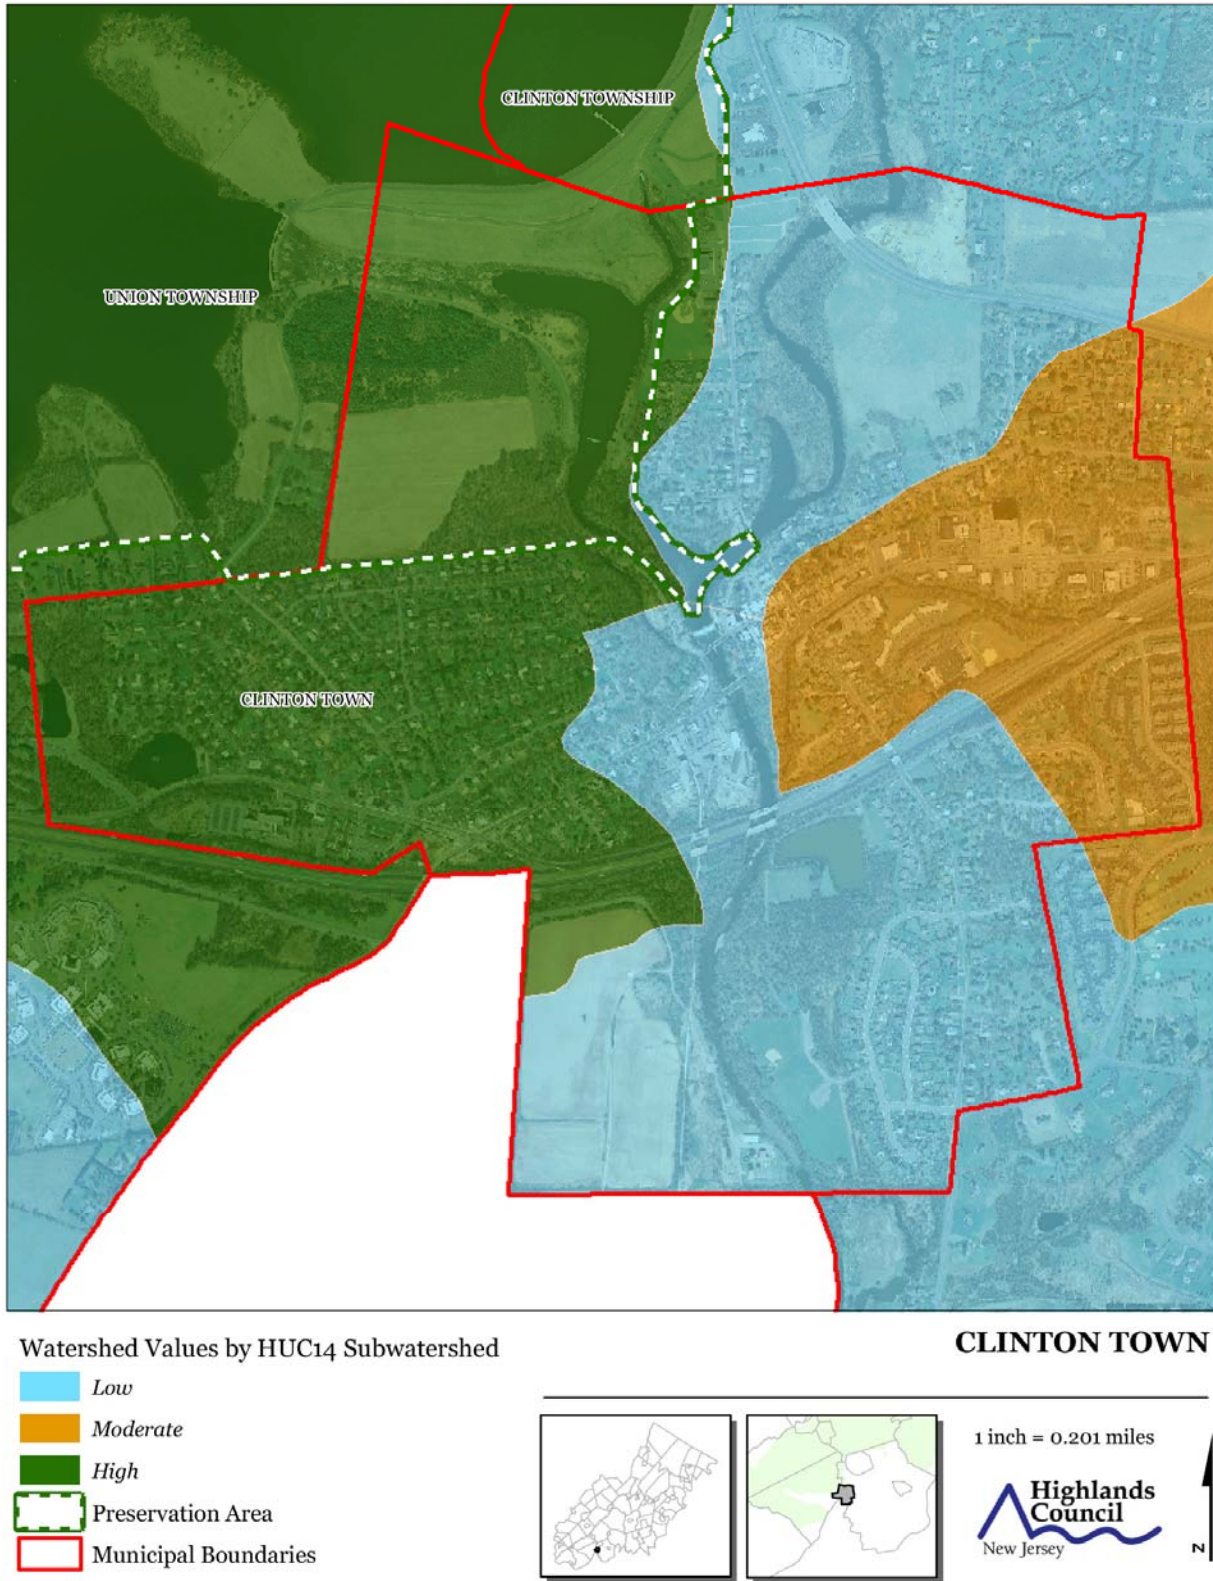 CLINTON TOWNSHIP
UNION TOWNSHIP
CLINTON TOWN
Watershed Values by HUC14 Subwatershed
Low
Moderate
High
Preservation Area
Municipal Boundaries
CLINTON TOWN
1 inch = 0.201 miles
Highlands
Council
New Jersey
N